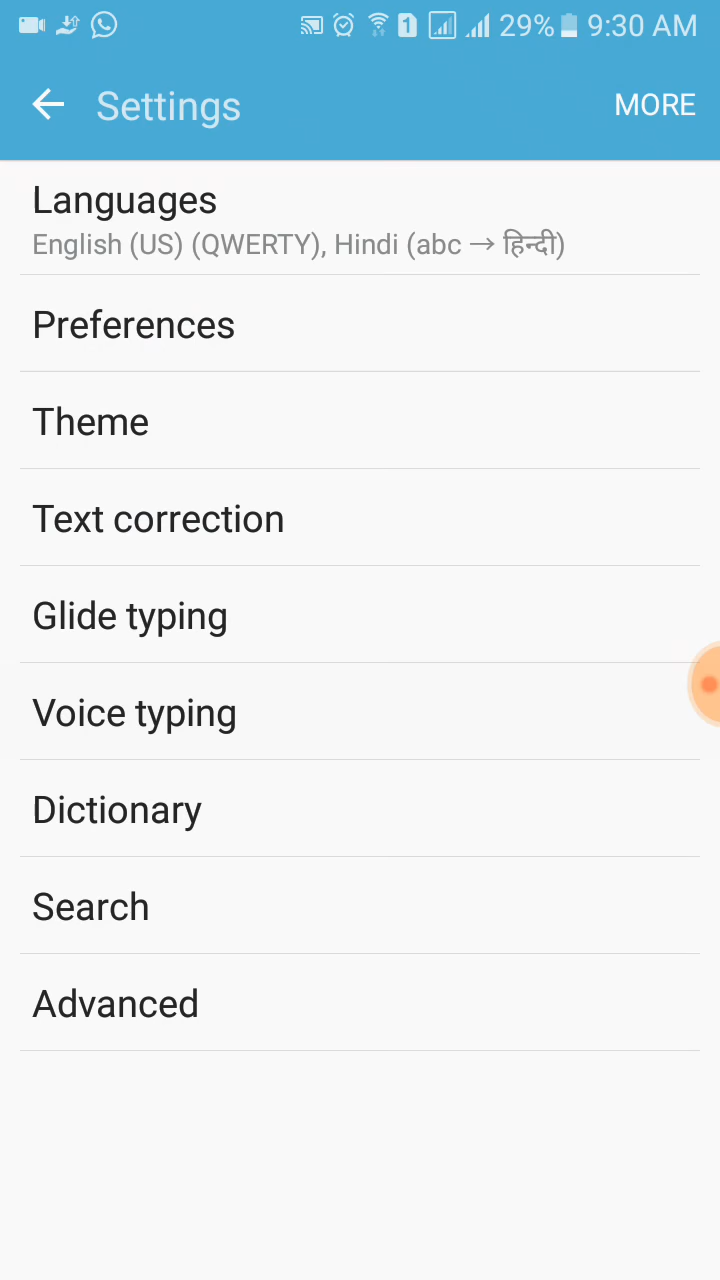 1 29% 9:30 AM
Settings MORE
Languages
English (US) (QWERTY), Hindi (abc → हिन्दी)
Preferences
Theme
Text correction
Glide typing
Voice typing
Dictionary
Search
Advanced